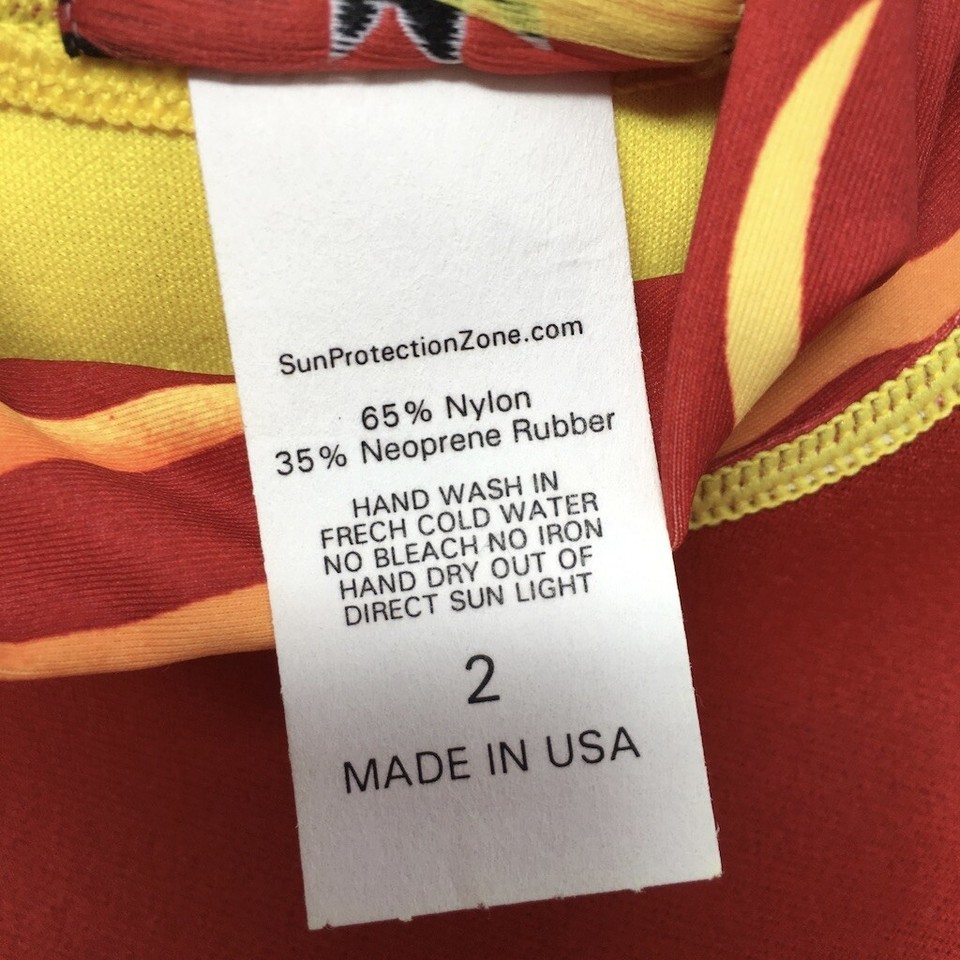 SunProtectionZone.com
65% Nylon
35% Neoprene Rubber
HAND WASH IN
FRECH COLD WATER
NO BLEACH NO IRON
HAND DRY OUT OF
DIRECT SUN LIGHT
2
MADE IN USA